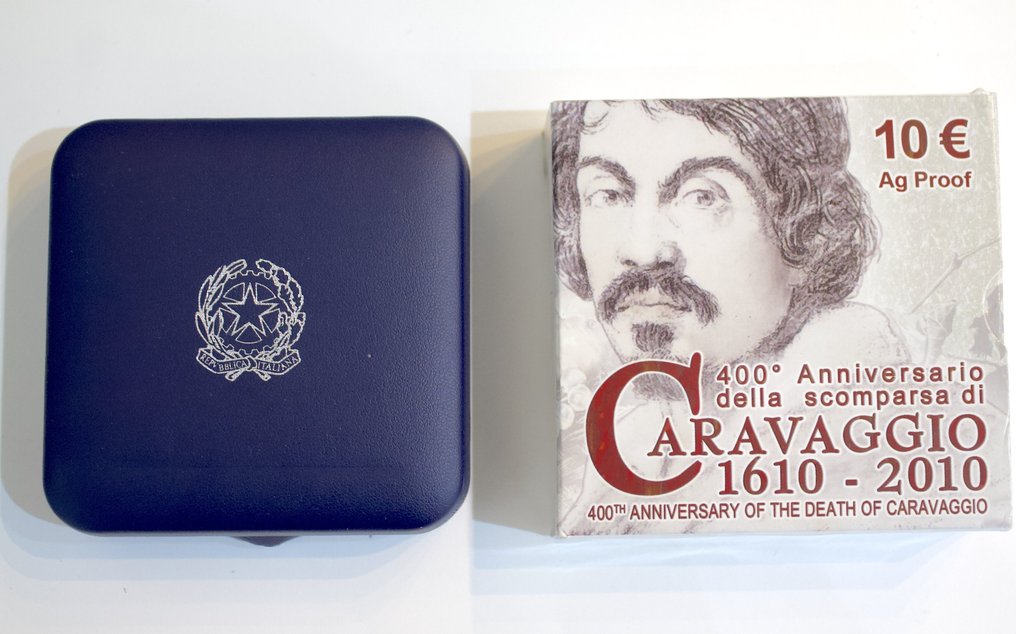 REPVBBLICA ITALIANA
10 €
Ag Proof
400° Anniversario
della scomparsa di
CARAVAGGIO
1610 - 2010
400TH ANNIVERSARY OF THE DEATH OF CARAVAGGIO